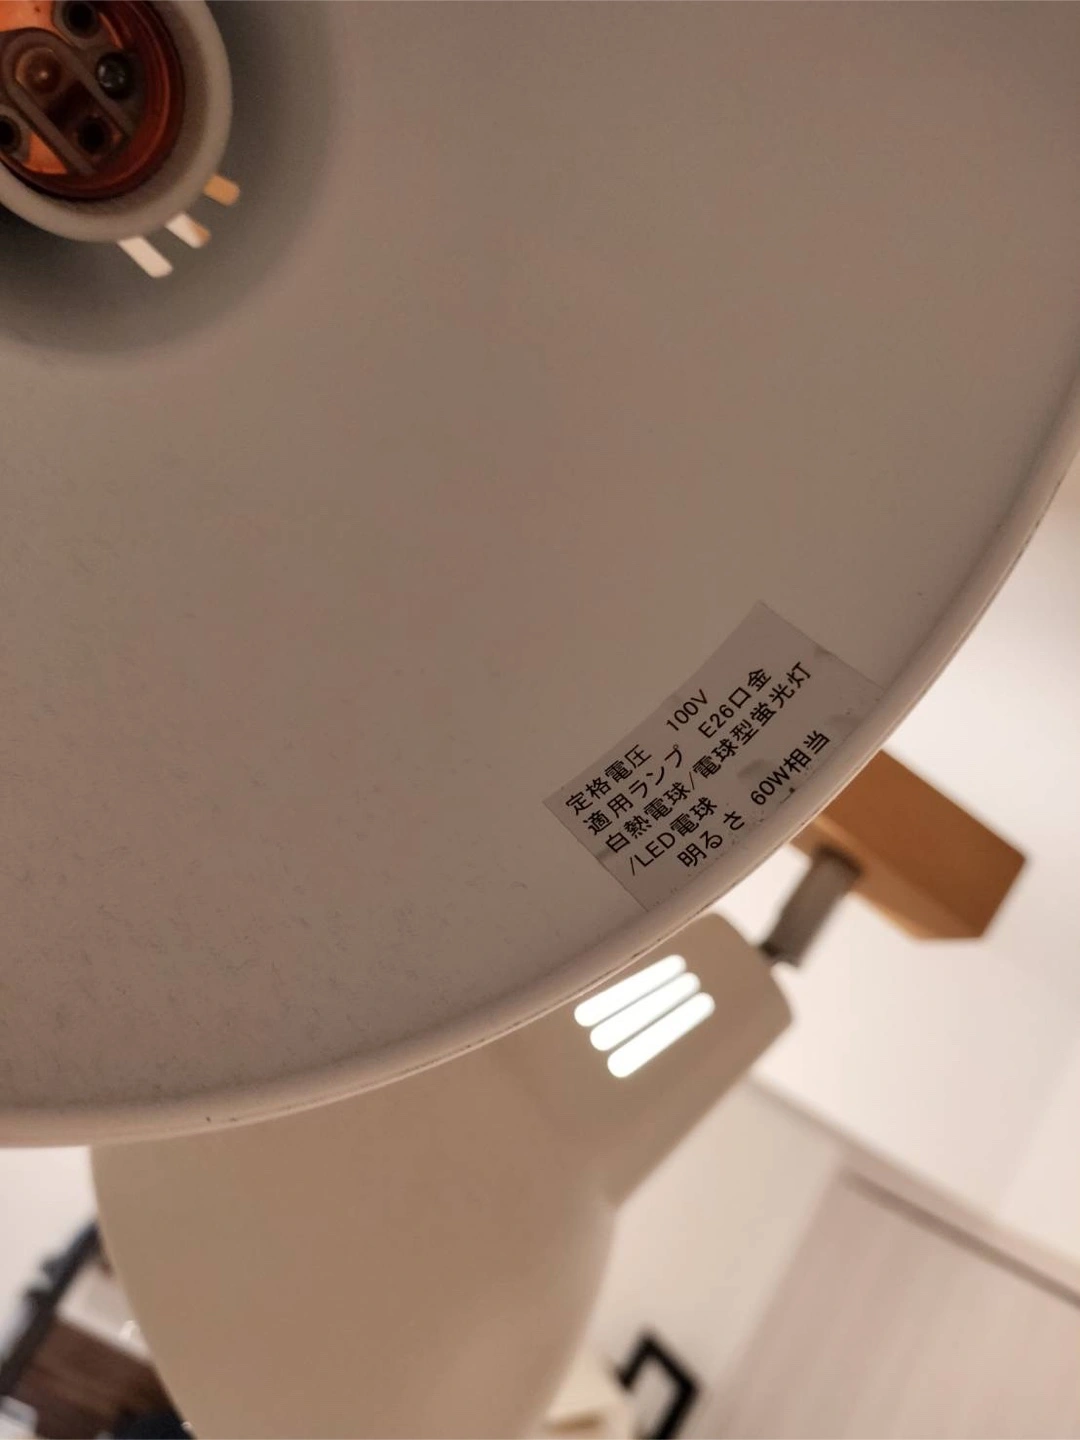 定格電圧 100V
適用ランプ E26口金
白熱電球/電球型蛍光灯
/LED電球
明るさ 60W相当